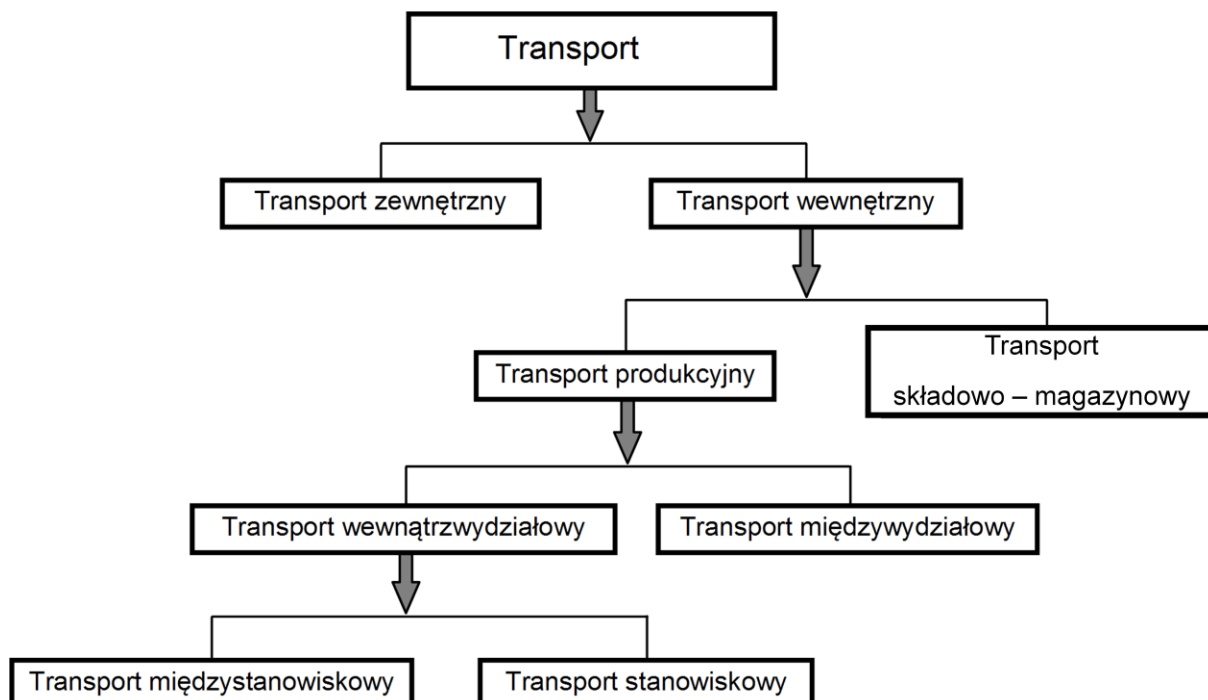 Transport
Transport zewnętrzny
Transport wewnętrzny
Transport produkcyjny
Transport
składowo – magazynowy
Transport wewnątrzwydziałowy
Transport międzywydziałowy
Transport międzystanowiskowy
Transport stanowiskowy